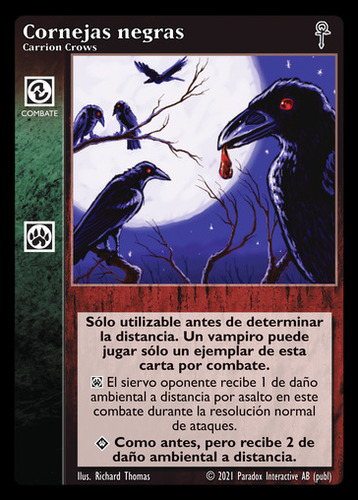 Cornejas negras
Carrion Crows
COMBATE
Sólo utilizable antes de determinar
la distancia. Un vampiro puede
jugar sólo un ejemplar de esta
carta por combate.
El siervo oponente recibe 1 de daño
ambiental a distancia por asalto en este
combate durante la resolución normal
de ataques.
Como antes, pero recibe 2 de
daño ambiental a distancia.
Ilus. Richard Thomas © 2021 Paradox Interactive AB (publ)